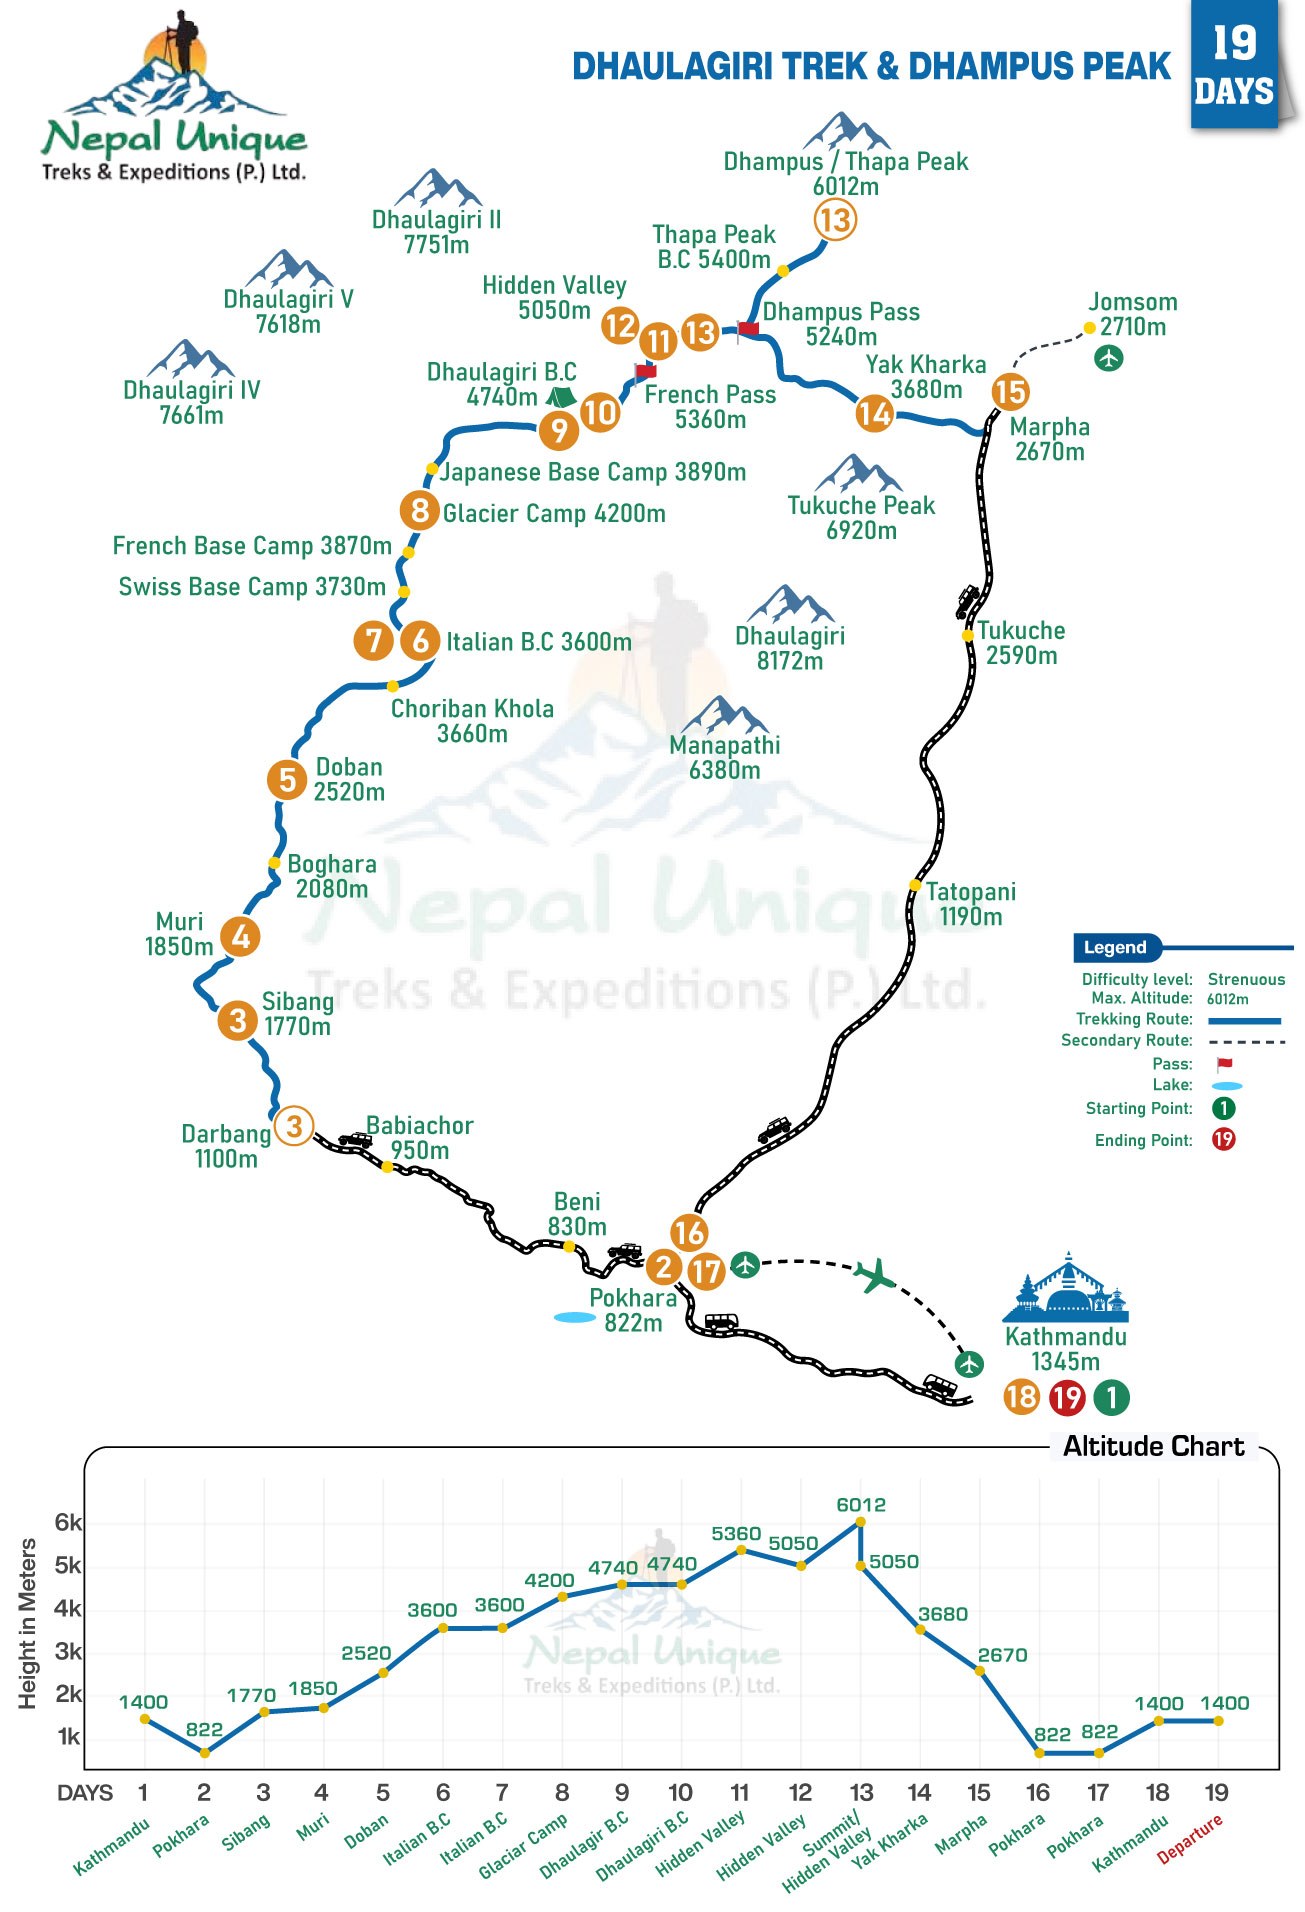 Nepal Unique
Treks & Expeditions (P.) Ltd.
DHAULAGIRI TREK & DHAMPUS PEAK
19
DAYS
Dhampus / Thapa Peak
6012m
13
Dhaulagiri II
7751m
Thapa Peak
B.C 5400m
Dhaulagiri V
7618m
Hidden Valley
5050m
12
11
13
Dhampus Pass
5240m
Jomsom
2710m
Dhaulagiri IV
7661m
Dhaulagiri B.C
4740m
9
10
French Pass
5360m
Yak Kharka
3680m
14
15
Marpha
2670m
Japanese Base Camp 3890m
8
Glacier Camp 4200m
Tukuche Peak
6920m
French Base Camp 3870m
Swiss Base Camp 3730m
7
6
Italian B.C 3600m
Dhaulagiri
8172m
Tukuche
2590m
Choriban Khola
3660m
Manapathi
6380m
5
Doban
2520m
Boghara
2080m
Nepal Unique
Treks & Expeditions (P.) Ltd.
Tatopani
1190m
Muri
1850m
4
Sibang
1770m
3
Legend
Difficulty level: Strenuous
Max. Altitude: 6012m
Trekking Route:
Secondary Route:
Pass:
Lake:
Starting Point: 1
Ending Point: 19
Darbang
1100m
3
Babiachor
950m
Beni
830m
16
2
17
Pokhara
822m
Kathmandu
1345m
18
19
1
Altitude Chart
Height in Meters
6k
5k
4k
3k
2k
1k
1400
822
1770
1850
2520
3600
3600
4200
4740
4740
5360
5050
6012
5050
3680
2670
822
822
1400
1400
Nepal Unique
Treks & Expeditions (P.) Ltd.
DAYS 1 2 3 4 5 6 7 8 9 10 11 12 13 14 15 16 17 18 19
Kathmandu
Pokhara
Sibang
Muri
Doban
Italian B.C
Italian B.C
Glaciar Camp
Dhaulagir B.C
Dhaulagiri B.C
Hidden Valley
Hidden Valley
Summit/
Hidden Valley
Yak Kharka
Marpha
Pokhara
Pokhara
Kathmandu
Departure